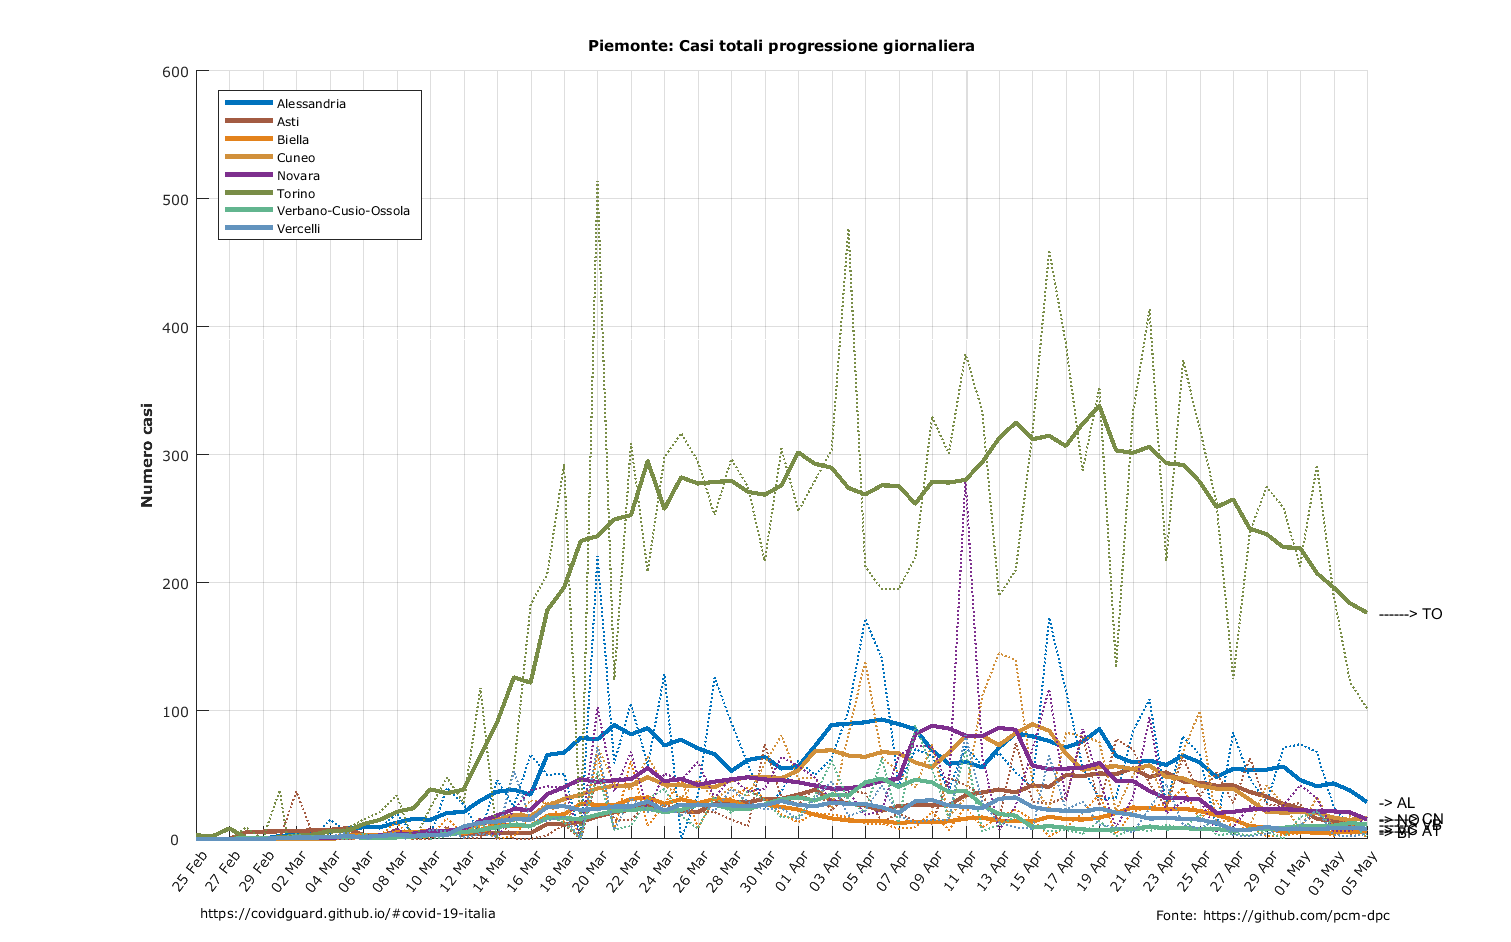 Piemonte: Casi totali progressione giornaliera
600
500
400
300
200
100
0
Numero casi
Alessandria
Asti
Biella
Cuneo
Novara
Torino
Verbano-Cusio-Ossola
Vercelli
------> TO
--> AL
CN
25 Feb
27 Feb
29 Feb
02 Mar
04 Mar
06 Mar
08 Mar
10 Mar
12 Mar
14 Mar
16 Mar
18 Mar
20 Mar
22 Mar
24 Mar
26 Mar
28 Mar
30 Mar
01 Apr
03 Apr
05 Apr
07 Apr
09 Apr
11 Apr
13 Apr
15 Apr
17 Apr
19 Apr
21 Apr
23 Apr
25 Apr
27 Apr
29 Apr
01 May
03 May
05 May
https://covidguard.github.io/#covid-19-italia
Fonte: https://github.com/pcm-dpc